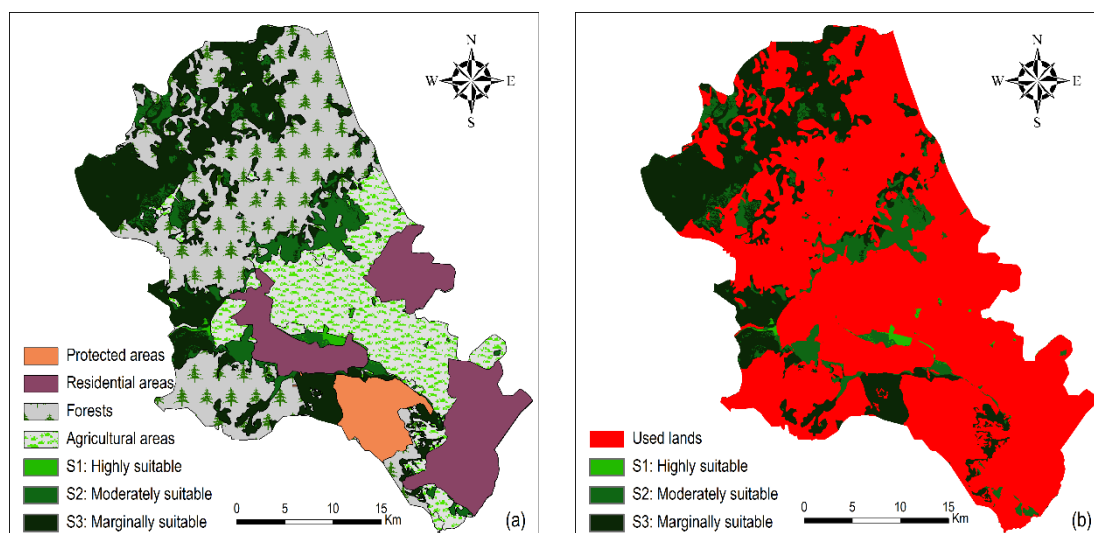 N
W E
S
Protected areas
Residential areas
Forests
Agricultural areas
S1: Highly suitable
S2: Moderately suitable
S3: Marginally suitable
0 5 10 15
Km
(a)
N
W E
S
Used lands
S1: Highly suitable
S2: Moderately suitable
S3: Marginally suitable
0 5 10 15
Km
(b)